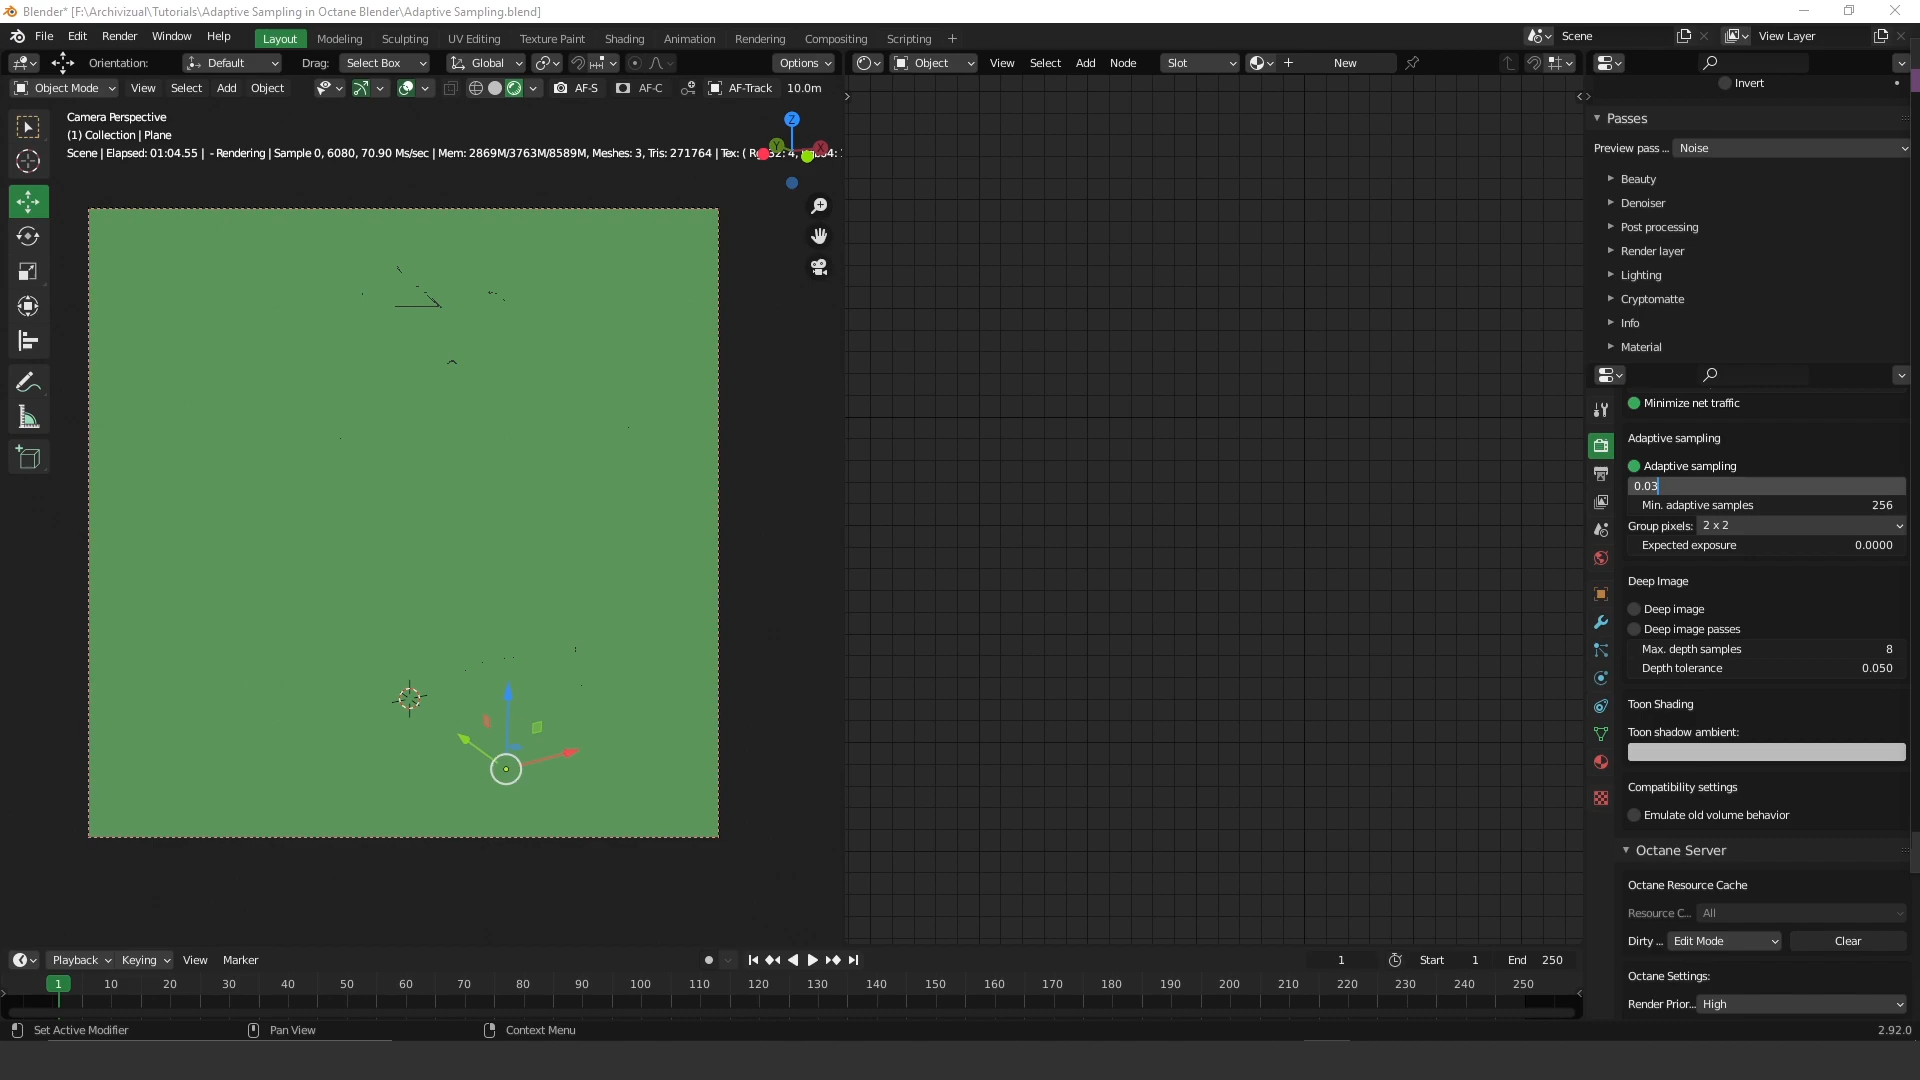 Blender* [F:\Archivizual\Tutorials\Adaptive Sampling in Octane Blender\Adaptive Sampling.blend]
File Edit Render Window Help Layout Modeling Sculpting UV Editing Texture Paint Shading Animation Rendering Compositing Scripting + Scene View Layer
Orientation: Default Drag: Select Box Global Options Object View Select Add Node Slot New
Object Mode View Select Add Object AF-S AF-C AF-Track 10.0m
Invert
Camera Perspective
(1) Collection | Plane
Scene | Elapsed: 01:04.55 | - Rendering | Sample 0, 6080, 70.90 Ms/sec | Mem: 2869M/3763M/8589M, Meshes: 3, Tris: 271764 | Tex: (
Z
Y
X
Passes
Preview pass ... Noise
Beauty
Denoiser
Post processing
Render layer
Lighting
Cryptomatte
Info
Material
Minimize net traffic
Adaptive sampling
Adaptive sampling
0.03
Min. adaptive samples 256
Group pixels: 2 x 2
Expected exposure 0.0000
Deep Image
Deep image
Deep image passes
Max. depth samples 8
Depth tolerance 0.050
Toon Shading
Toon shadow ambient:
Compatibility settings
Emulate old volume behavior
Octane Server
Octane Resource Cache
Resource C... All
Dirty ... Edit Mode Clear
Octane Settings:
Render Prior... High
Playback Keying View Marker 1 Start 1 End 250
1 10 20 30 40 50 60 70 80 90 100 110 120 130 140 150 160 170 180 190 200 210 220 230 240 250
Set Active Modifier Pan View Context Menu 2.92.0